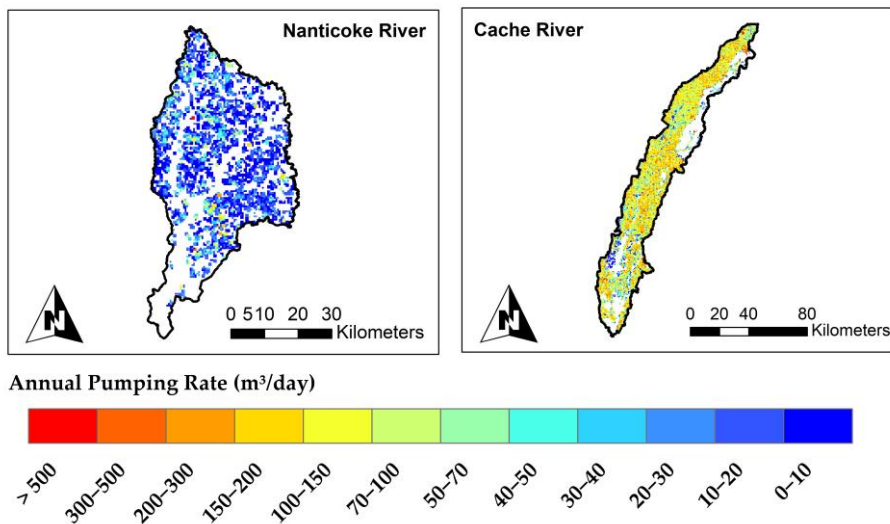 Nanticoke River
N
0 510 20 30
Kilometers
Cache River
N
0 20 40 80
Kilometers
Annual Pumping Rate (m³/day)
> 500
300–500
200–300
150–200
100–150
70–100
50–70
40–50
30–40
20–30
10–20
0–10